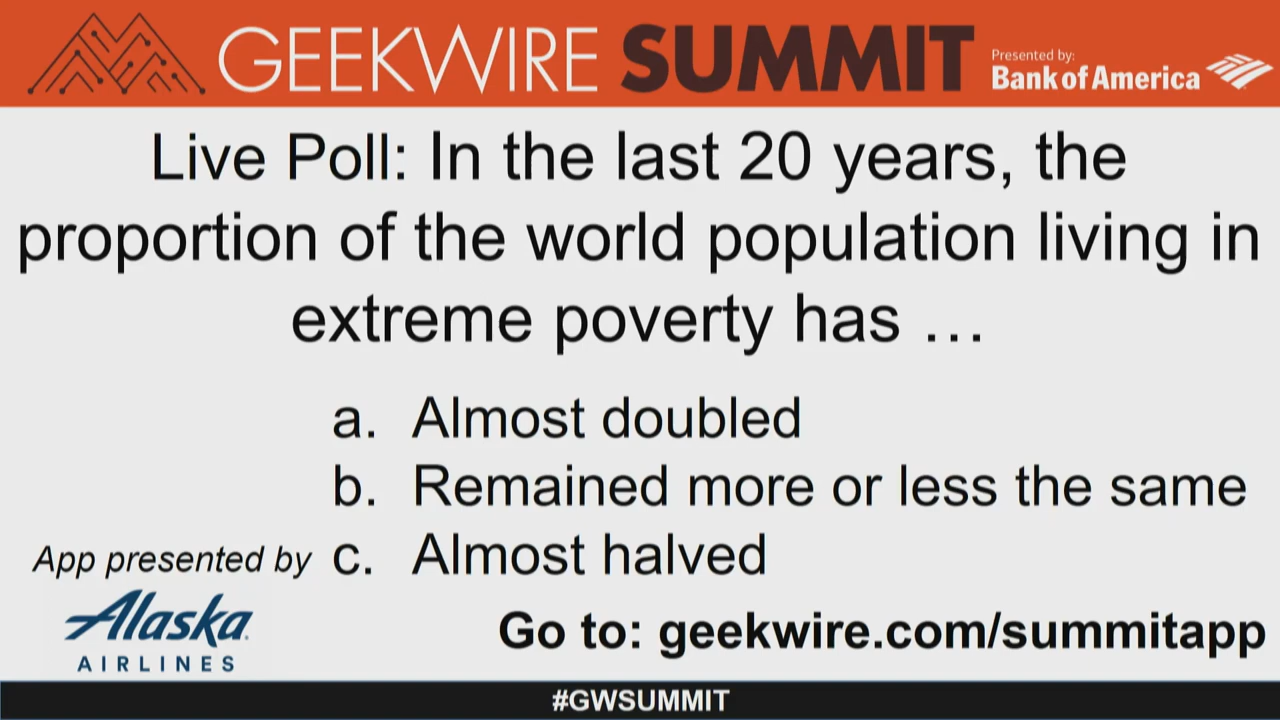 GEEKWIRE SUMMIT
Presented by:
Bank of America
Live Poll: In the last 20 years, the
proportion of the world population living in
extreme poverty has …
a. Almost doubled
b. Remained more or less the same
c. Almost halved
App presented by
Alaska
AIRLINES
Go to: geekwire.com/summitapp
#GWSUMMIT